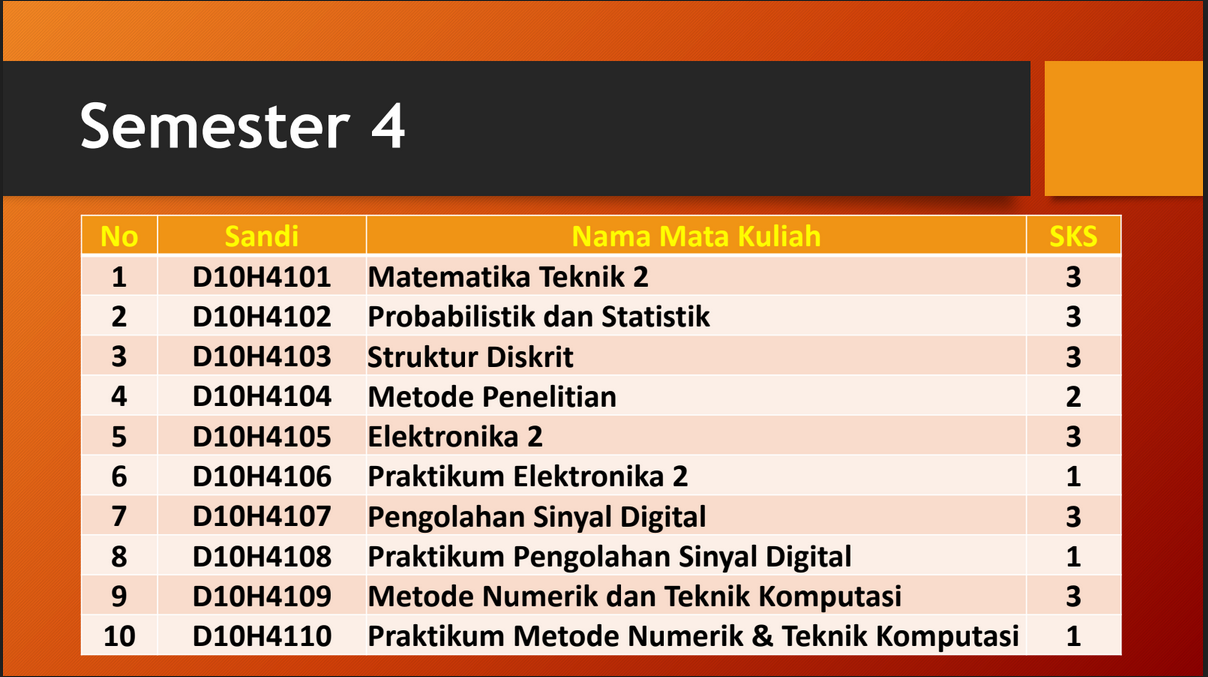 Semester 4
No Sandi Nama Mata Kuliah SKS
1 D10H4101 Matematika Teknik 2 3
2 D10H4102 Probabilistik dan Statistik 3
3 D10H4103 Struktur Diskrit 3
4 D10H4104 Metode Penelitian 2
5 D10H4105 Elektronika 2 3
6 D10H4106 Praktikum Elektronika 2 1
7 D10H4107 Pengolahan Sinyal Digital 3
8 D10H4108 Praktikum Pengolahan Sinyal Digital 1
9 D10H4109 Metode Numerik dan Teknik Komputasi 3
10 D10H4110 Praktikum Metode Numerik & Teknik Komputasi 1